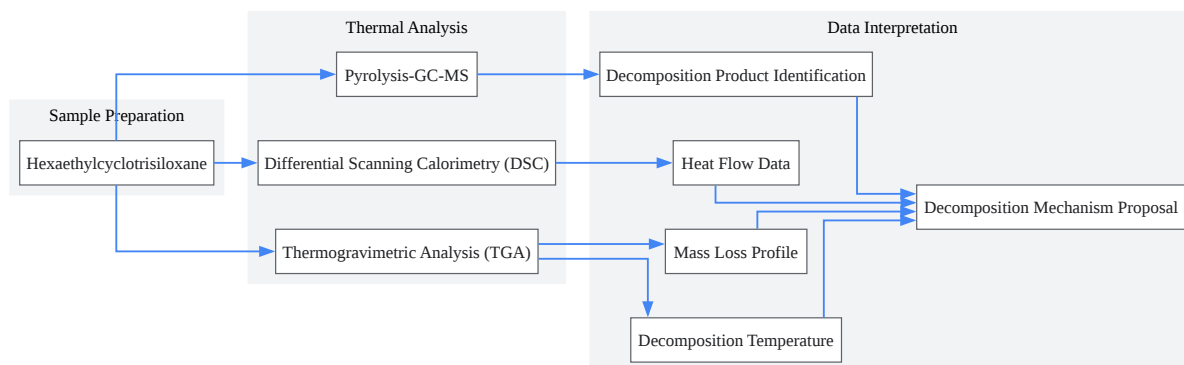 Thermal Analysis
Data Interpretation
Pyrolysis-GC-MS
Decomposition Product Identification
Sample Preparation
Hexaethylcyclotrisiloxane
Differential Scanning Calorimetry (DSC)
Heat Flow Data
Decomposition Mechanism Proposal
Thermogravimetric Analysis (TGA)
Mass Loss Profile
Decomposition Temperature